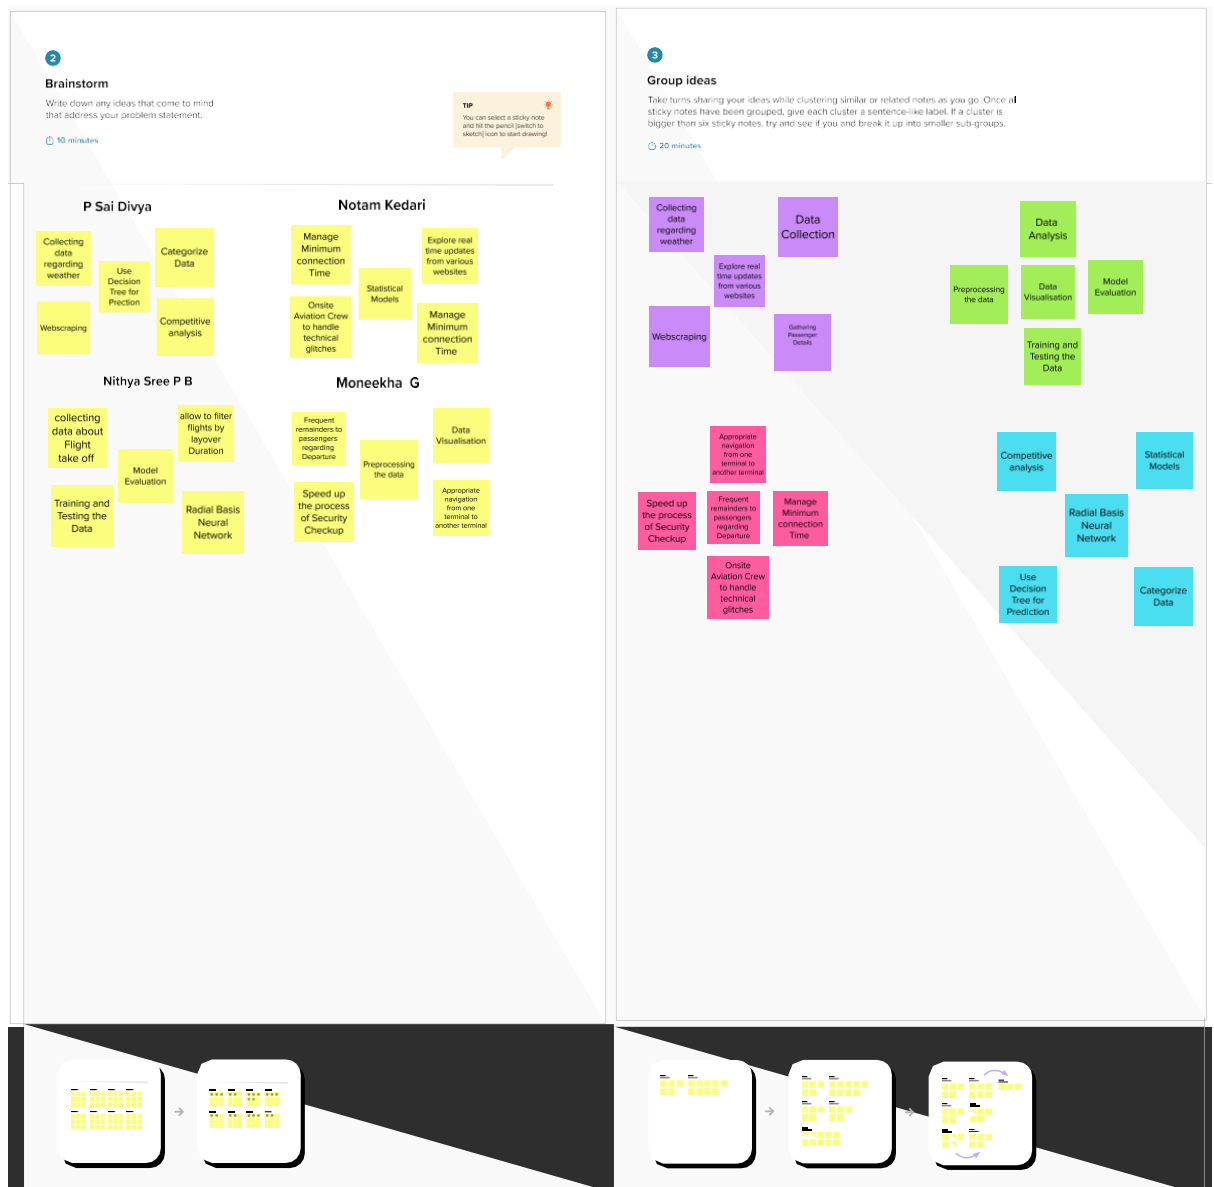 2
Brainstorm
Write down any ideas that come to mind
that address your problem statement.
10 minutes
TIP
You can select a sticky note
and hit the pencil [switch to
sketch] icon to start drawing!
P Sai Divya
Collecting
data
regarding
weather
Categorize
Data
Use
Decision
Tree for
Prection
Webscraping
Competitive
analysis
Notam Kedari
Manage
Minimum
connection
Time
Explore real
time updates
from various
websites
Statistical
Models
Onsite
Aviation Crew
to handle
technical
glitches
Manage
Minimum
connection
Time
Nithya Sree P B
collecting
data about
Flight
take off
allow to filter
flights by
layover
Duration
Model
Evaluation
Training and
Testing the
Data
Radial Basis
Neural
Network
Moneekha G
Frequent
remainders to
passengers
regarding
Departure
Data
Visualisation
Preprocessing
the data
Speed up
the process
of Security
Checkup
Appropriate
navigation
from one
terminal to
another terminal
3
Group ideas
Take turns sharing your ideas while clustering similar or related notes as you go. Once al
sticky notes have been grouped, give each cluster a sentence-like label. If a cluster is
bigger than six sticky notes, try and see if you and break it up into smaller sub-groups.
20 minutes
Collecting
data
regarding
weather
Data
Collection
Explore real
time updates
from various
websites
Webscraping
Gathering
Passenger
Details
Data
Analysis
Preprocessing
the data
Data
Visualisation
Model
Evaluation
Training and
Testing the
Data
Appropriate
navigation
from one
terminal to
another terminal
Speed up
the process
of Security
Checkup
Frequent
remainders to
passengers
regarding
Departure
Manage
Minimum
connection
Time
Onsite
Aviation Crew
to handle
technical
glitches
Competitive
analysis
Statistical
Models
Radial Basis
Neural
Network
Use
Decision
Tree for
Prediction
Categorize
Data